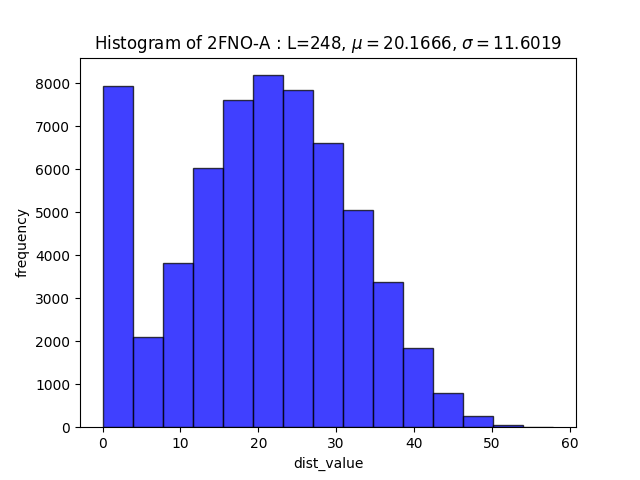 Histogram of 2FNO-A : L=248, μ = 20.1666, σ = 11.6019
8000
7000
6000
5000
4000
3000
2000
1000
0
frequency
0 10 20 30 40 50 60
dist_value